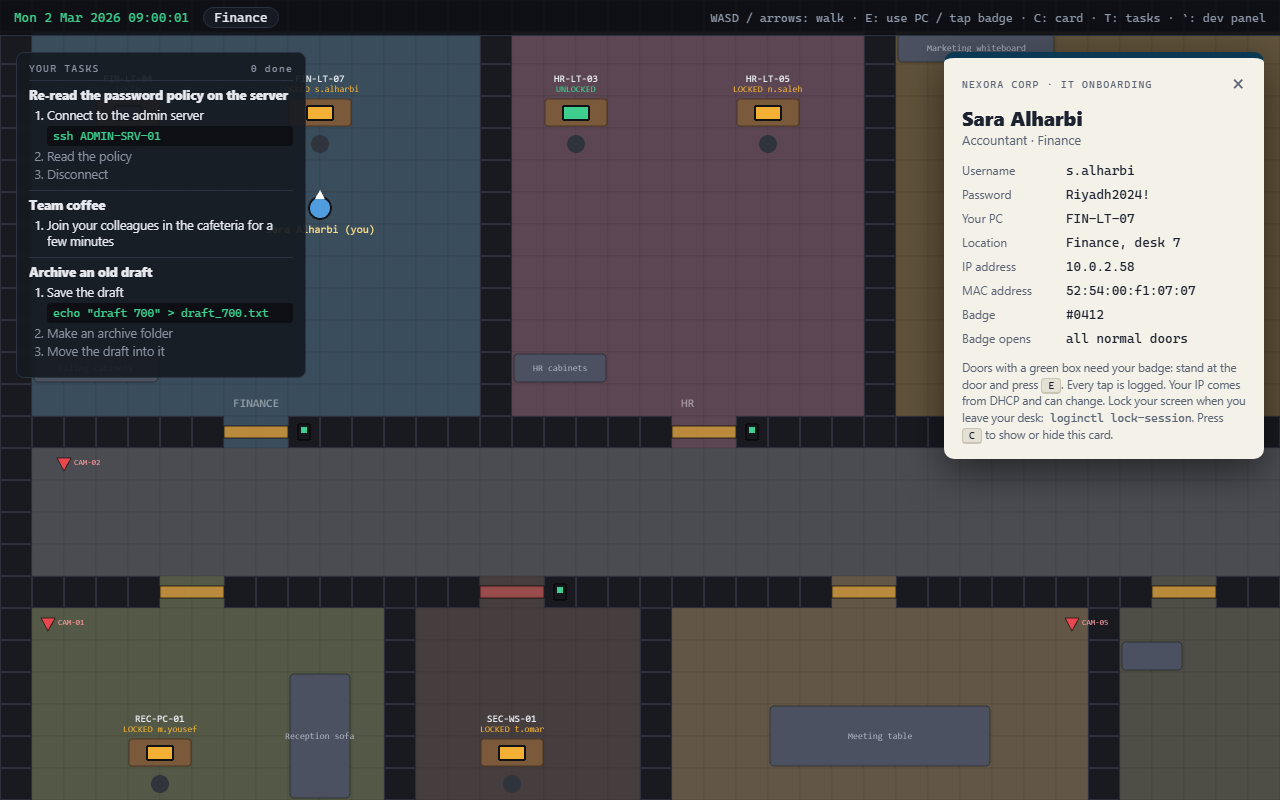 Mon 2 Mar 2026 09:00:01 Finance WASD / arrows: walk · E: use PC / tap badge · C: card · T: tasks · `: dev panel
YOUR TASKS 0 done
Re-read the password policy on the server
1. Connect to the admin server
ssh ADMIN-SRV-01
2. Read the policy
3. Disconnect
Team coffee
1. Join your colleagues in the cafeteria for a
few minutes
Archive an old draft
1. Save the draft
echo "draft 700" > draft_700.txt
2. Make an archive folder
3. Move the draft into it
N-LT-07
D s.alharbi
Alharbi (you)
FINANCE
HR-LT-03
UNLOCKED
HR-LT-05
LOCKED n.saleh
HR cabinets
HR
Marketing whiteboard
NEXORA CORP · IT ONBOARDING ×
Sara Alharbi
Accountant · Finance
Username s.alharbi
Password Riyadh2024!
Your PC FIN-LT-07
Location Finance, desk 7
IP address 10.0.2.58
MAC address 52:54:00:f1:07:07
Badge #0412
Badge opens all normal doors
Doors with a green box need your badge: stand at the
door and press E. Every tap is logged. Your IP comes
from DHCP and can change. Lock your screen when you
leave your desk: loginctl lock-session. Press
C to show or hide this card.
CAM-02
CAM-01
REC-PC-01
LOCKED m.yousef
Reception sofa
SEC-WS-01
LOCKED t.omar
Meeting table
CAM-05